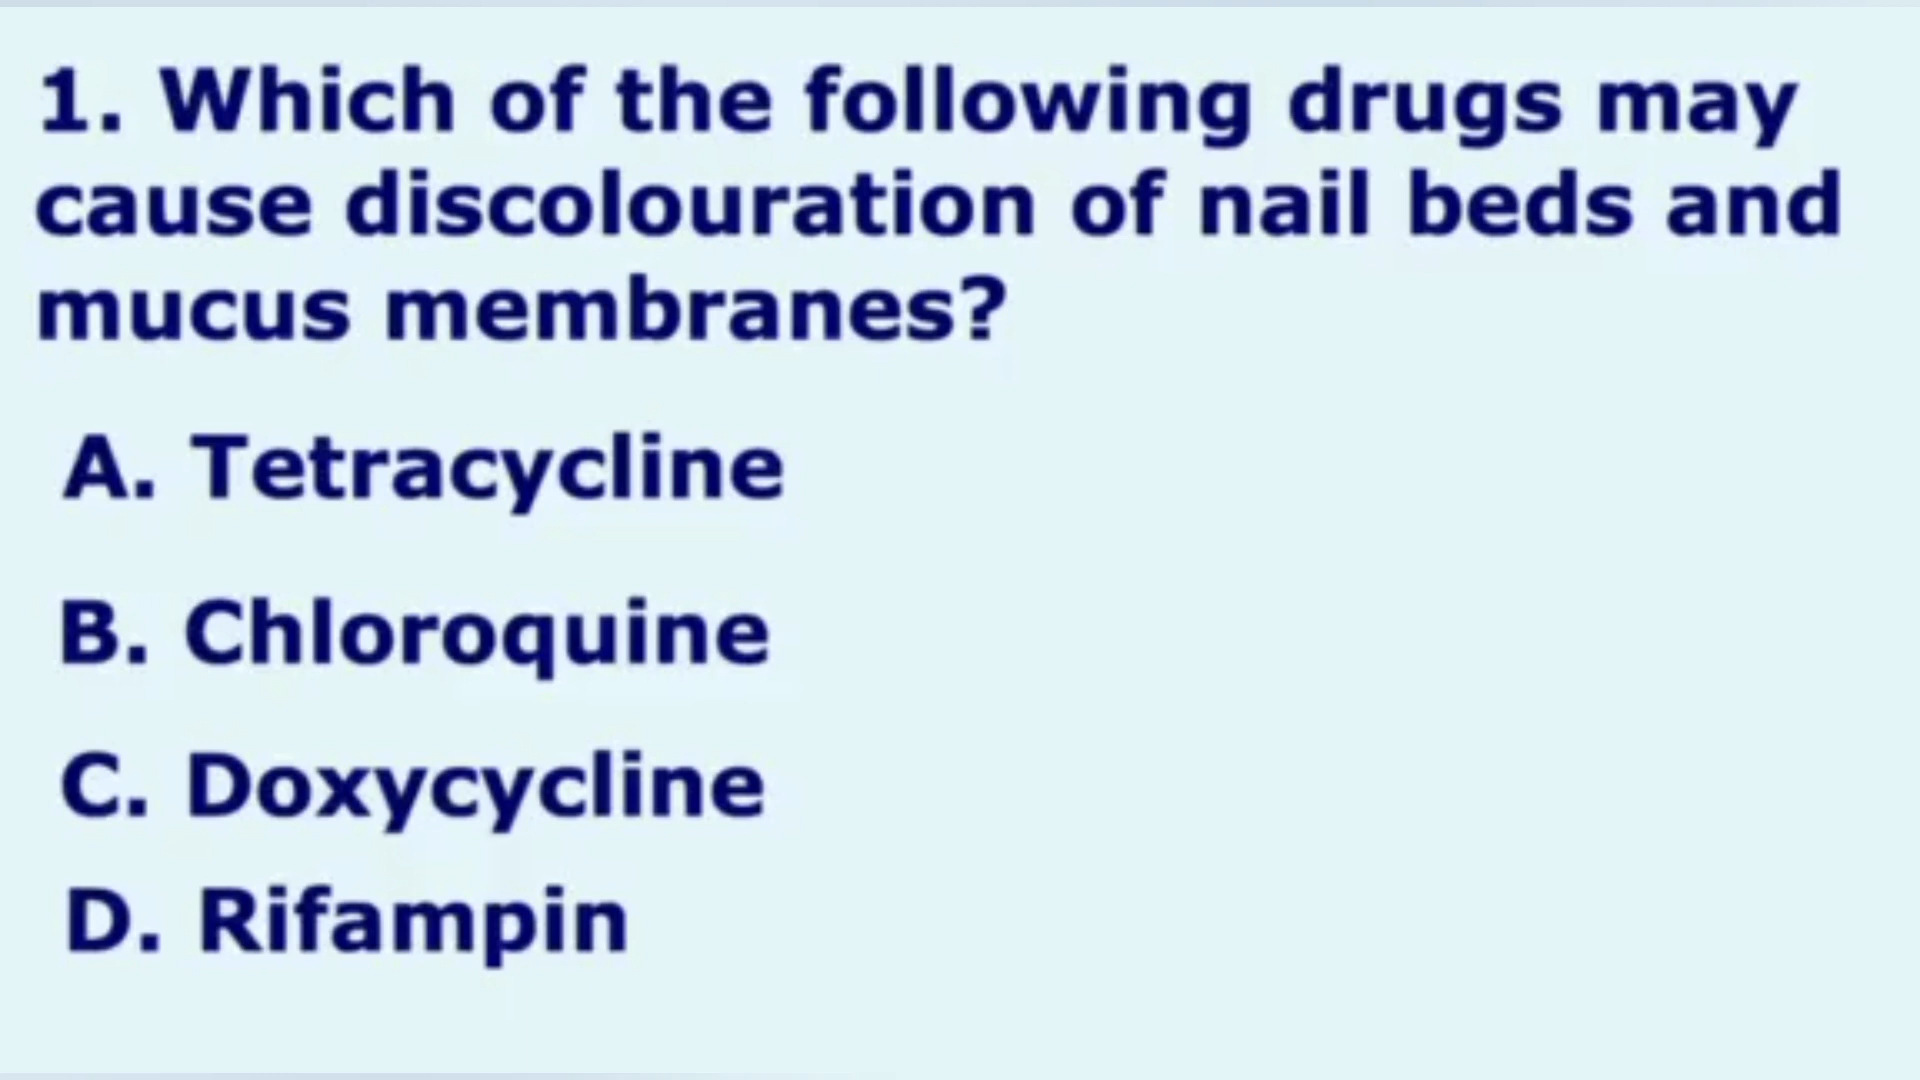 1. Which of the following drugs may
cause discolouration of nail beds and
mucus membranes?
A. Tetracycline
B. Chloroquine
C. Doxycycline
D. Rifampin